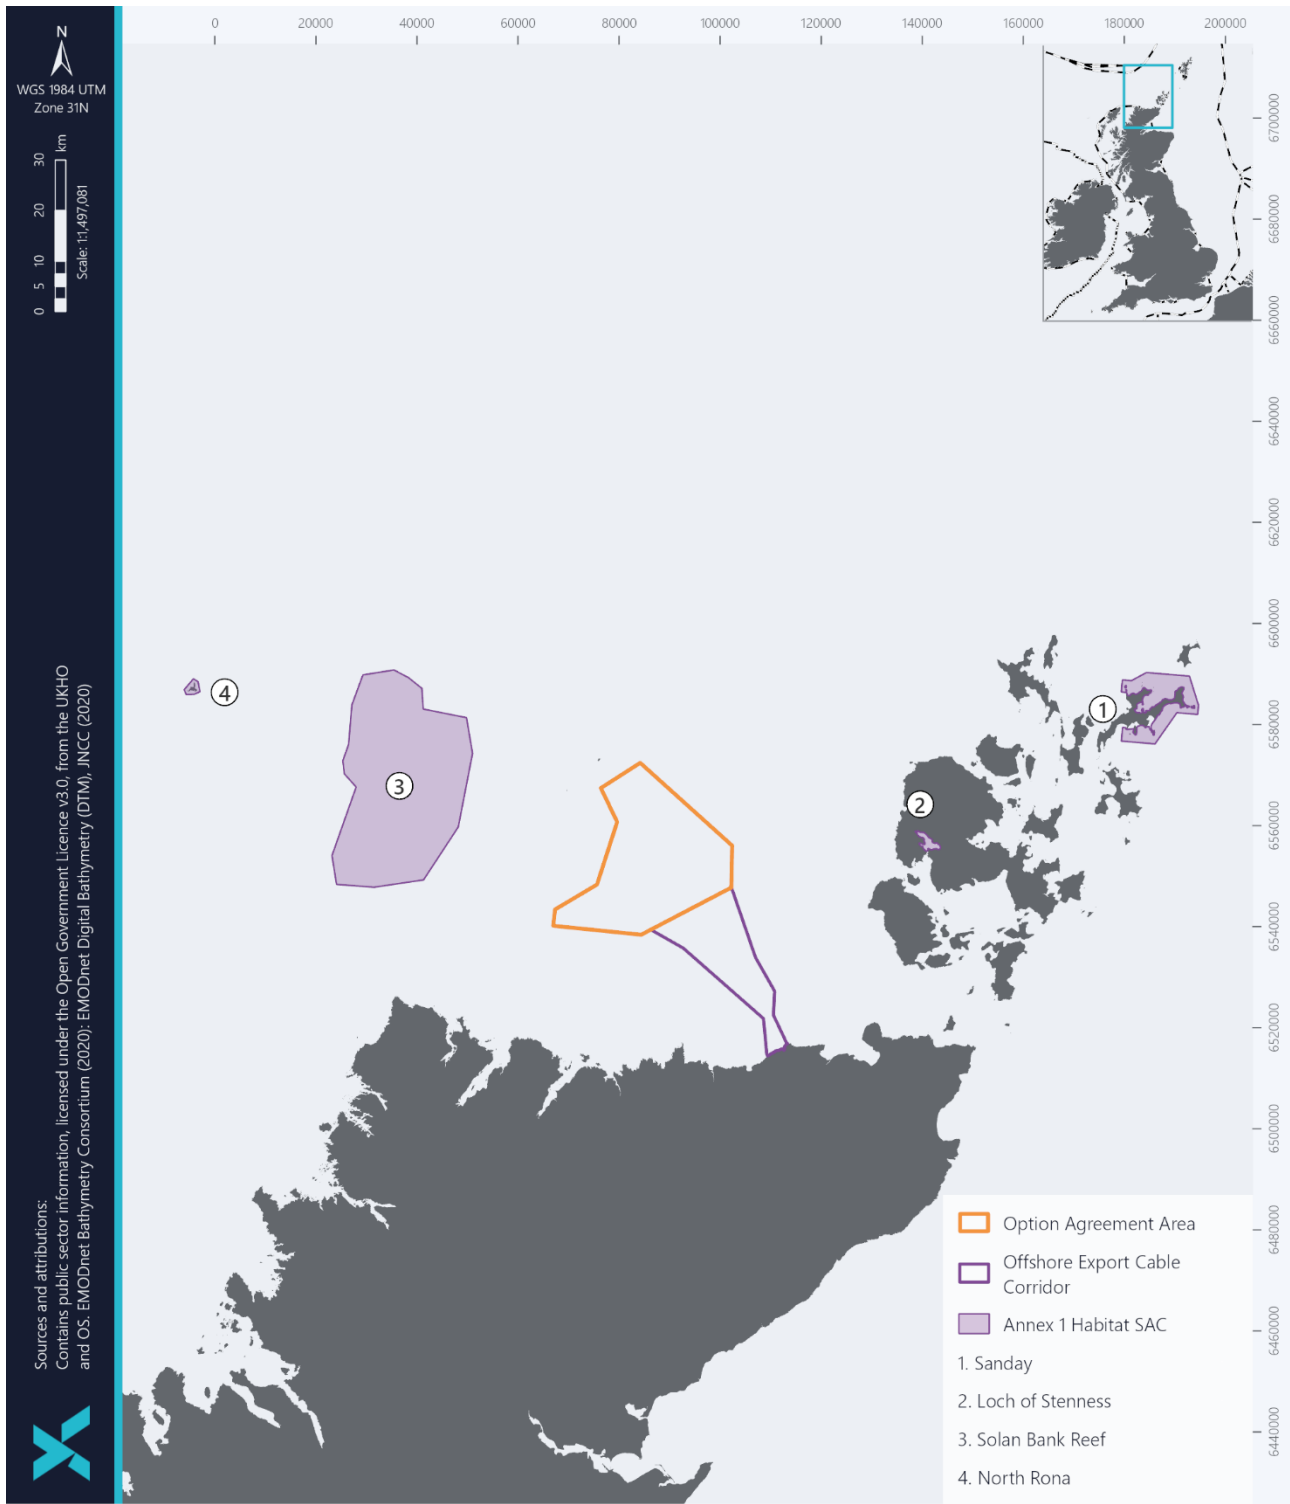 N
WGS 1984 UTM
Zone 31N
0 5 10 20 30 km
Scale: 1:1,497,081
Sources and attributions:
Contains public sector information, licensed under the Open Government Licence v3.0, from the UKHO
and OS. EMODnet Bathymetry Consortium (2020): EMODnet Digital Bathymetry (DTM), JNCC (2020)
0 20000 40000 60000 80000 100000 120000 140000 160000 180000 200000
6700000
6680000
6660000
6640000
6620000
6600000
6580000
6560000
6540000
6520000
6500000
6480000
6460000
6440000
4
3
1
2
Option Agreement Area
Offshore Export Cable
Corridor
Annex 1 Habitat SAC
1. Sanday
2. Loch of Stenness
3. Solan Bank Reef
4. North Rona